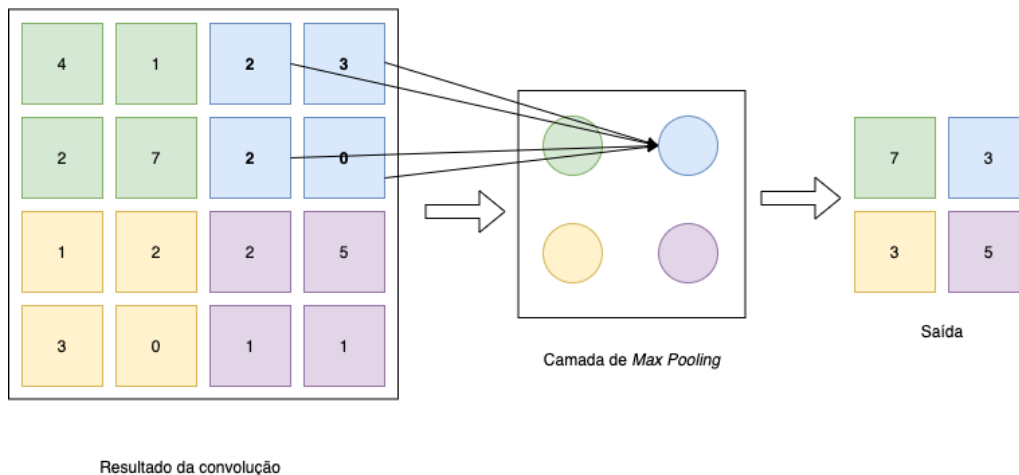 4 1 2 3
2 7 2 0
1 2 2 5
3 0 1 1
Resultado da convolução
Camada de Max Pooling
7 3
3 5
Saída